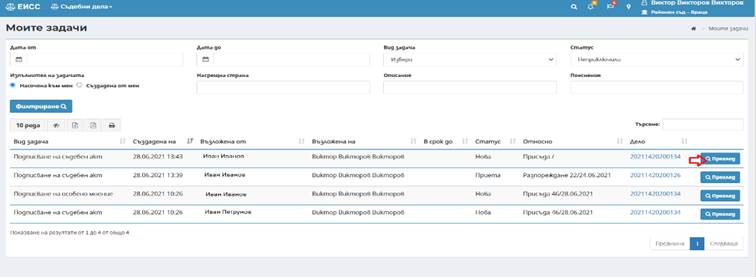 ЕИСС Съдебни дела
Виктор Викторов Викторов
Районен съд – Враца
Моите задачи
Моите задачи
Дата от Дата до Вид задача Статус
Избери Неприключили
Изпълнител на задачата Насрещна страна Описание Пояснение
Насочена към мен Създадена от мен
Филтриране
10 реда Търсене:
Вид задача Създадена на Възложена от Възложена на В срок до Статус Относно Дело
Подписване на съдебен акт 28.06.2021 13:43 Иван Иванов Виктор Викторов Викторов Нова Присъда / 20211420200134 Преглед
Подписване на съдебен акт 28.06.2021 13:39 Иван Иванов Виктор Викторов Викторов Приета Разпореждане 22/24.06.2021 20211420200126 Преглед
Подписване на особено мнение 28.06.2021 10:26 Иван Иванов Виктор Викторов Викторов Нова Присъда 46/28.06.2021 20211420200134 Преглед
Подписване на съдебен акт 28.06.2021 10:26 Иван Петрунов Виктор Викторов Викторов Нова Присъда 46/28.06.2021 20211420200134 Преглед
Показване на резултати от 1 до 4 от общо 4
Предишна 1 Следваща